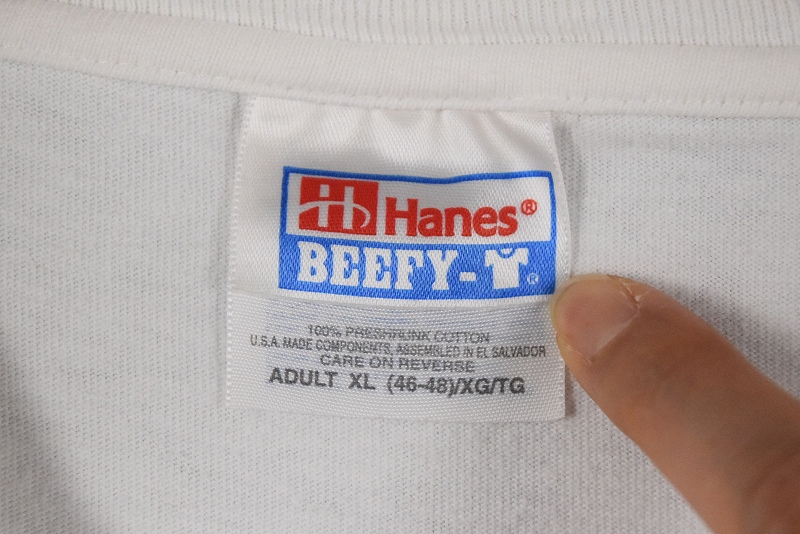 Hanes®
BEEFY-®
100% PRESHRUNK COTTON
U.S.A. MADE COMPONENTS, ASSEMBLED IN EL SALVADOR
CARE ON REVERSE
ADULT XL (46-48)/XG/TG